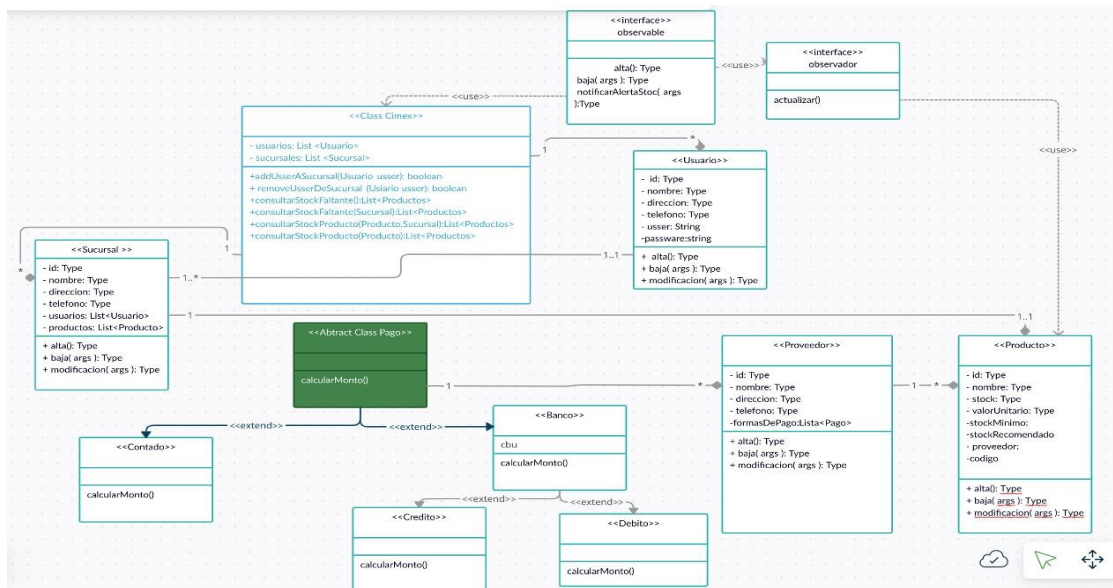 <<interface>>
observable
alta(): Type
baja( args ): Type
notificarAlertaStoc( args
):Type
<<use>>
<<interface>>
observador
actualizar()
<<use>>
<<use>>
<<Class Cimex>>
- usuarios: List <Usuario>
- sucursales: List <Sucursal>
+addUsserASucursal(Usuario usser): boolean
+ removeUsserDeSucursal (Usiario usser): boolean
+consultarStockFaltante():List<Productos>
+consultarStockFaltante(Sucursal):List<Productos>
+consultarStockProducto(Producto,Sucursal):List<Productos>
+consultarStockProducto(Producto):List<Productos>
1
*
<<Usuario>>
- id: Type
- nombre: Type
- direccion: Type
- telefono: Type
- usser: String
-passware:string
+ alta(): Type
+ baja( args ): Type
+ modificacion( args ): Type
1
*
<<Sucursal >>
- id: Type
- nombre: Type
- direccion: Type
- telefono: Type
- usuarios: List<Usuario>
- productos: List<Producto>
+ alta(): Type
+ baja( args ): Type
+ modificacion( args ): Type
1..*
1..1
1
1..1
<<Abtract Class Pago>>
calcularMonto()
1
*
<<Proveedor>>
- id: Type
- nombre: Type
- direccion: Type
- telefono: Type
-formasDePago:Lista<Pago>
+ alta(): Type
+ baja( args ): Type
+ modificacion( args ): Type
1
*
<<Producto>>
- id: Type
- nombre: Type
- stock: Type
- valorUnitario: Type
-stockMinimo:
-stockRecomendado
- proveedor:
-codigo
+ alta(): Type
+ baja( args ): Type
+ modificacion( args ): Type
<<extend>>
<<extend>>
<<Contado>>
calcularMonto()
<<Banco>>
cbu
calcularMonto()
<<extend>>
<<extend>>
<<Credito>>
calcularMonto()
<<Debito>>
calcularMonto()